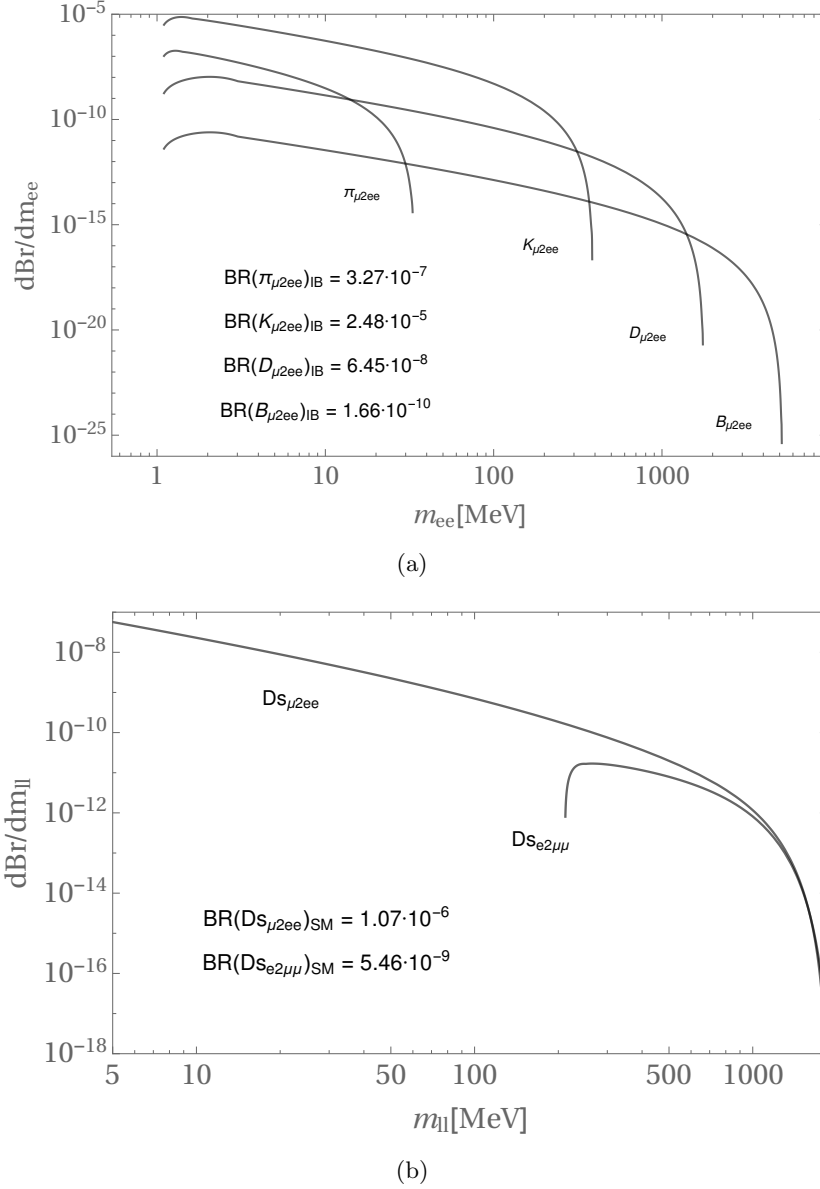 10⁻⁵
10⁻¹⁰
10⁻¹⁵
10⁻²⁰
10⁻²⁵
dBr/dm_ee
π_μ2ee
K_μ2ee
D_μ2ee
B_μ2ee
BR(π_μ2ee)_IB = 3.27·10⁻⁷
BR(K_μ2ee)_IB = 2.48·10⁻⁵
BR(D_μ2ee)_IB = 6.45·10⁻⁸
BR(B_μ2ee)_IB = 1.66·10⁻¹⁰
1 10 100 1000
m_ee[MeV]
(a)
10⁻⁸
10⁻¹⁰
10⁻¹²
10⁻¹⁴
10⁻¹⁶
10⁻¹⁸
dBr/dm_ll
Ds_μ2ee
Ds_e2μμ
BR(Ds_μ2ee)_SM = 1.07·10⁻⁶
BR(Ds_e2μμ)_SM = 5.46·10⁻⁹
5 10 50 100 500 1000
m_ll[MeV]
(b)